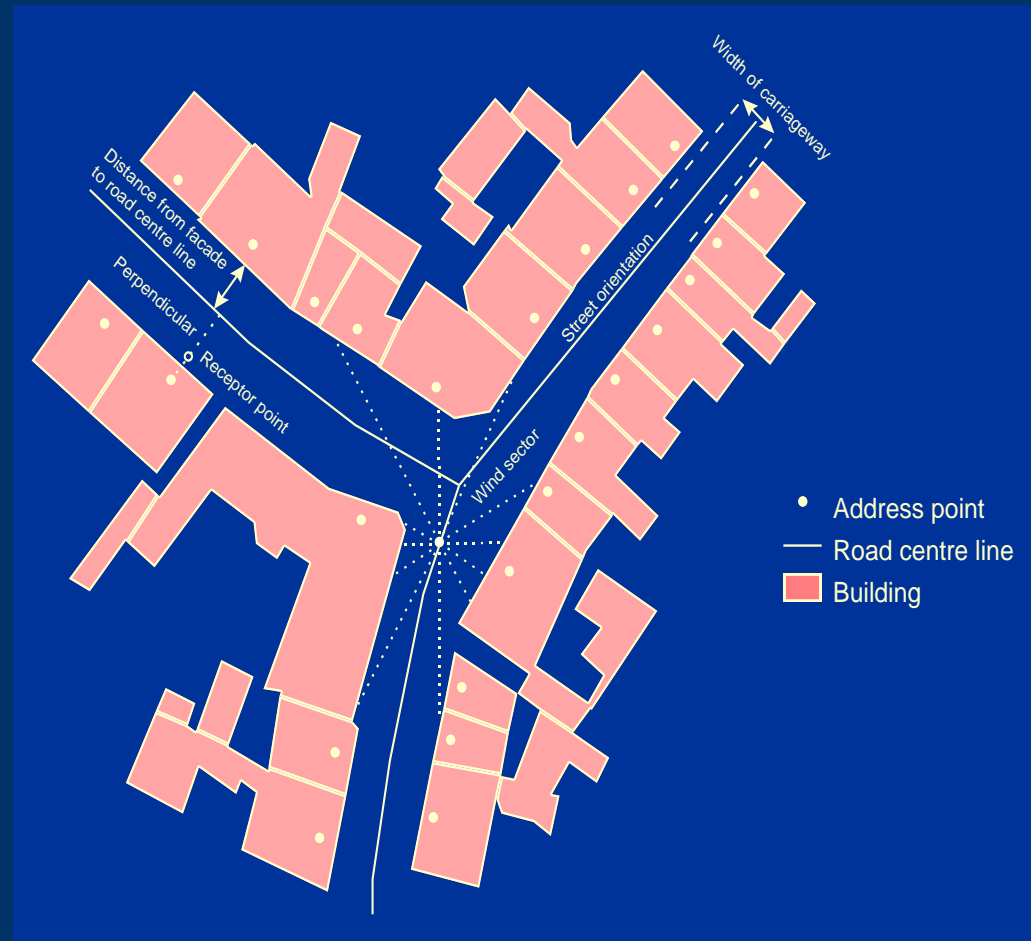 Width of carriageway
Distance from facade
to road centre line
Perpendicular
Receptor point
Street orientation
Wind sector
Address point
Road centre line
Building